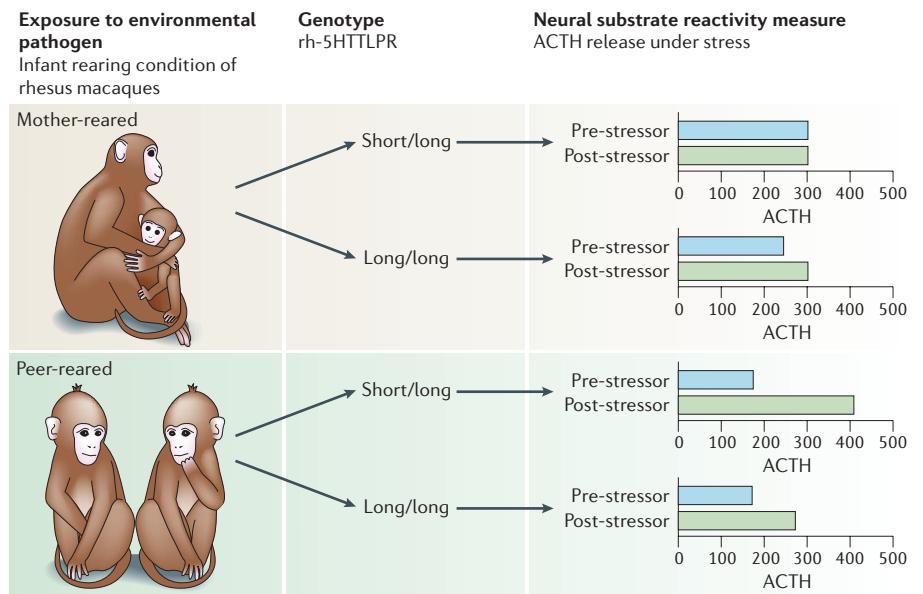 Exposure to environmental
pathogen
Infant rearing condition of
rhesus macaques
Genotype
rh-5HTTLPR
Neural substrate reactivity measure
ACTH release under stress
Mother-reared
Short/long
Pre-stressor
Post-stressor
0 100 200 300 400 500
ACTH
Long/long
Pre-stressor
Post-stressor
0 100 200 300 400 500
ACTH
Peer-reared
Short/long
Pre-stressor
Post-stressor
0 100 200 300 400 500
ACTH
Long/long
Pre-stressor
Post-stressor
0 100 200 300 400 500
ACTH